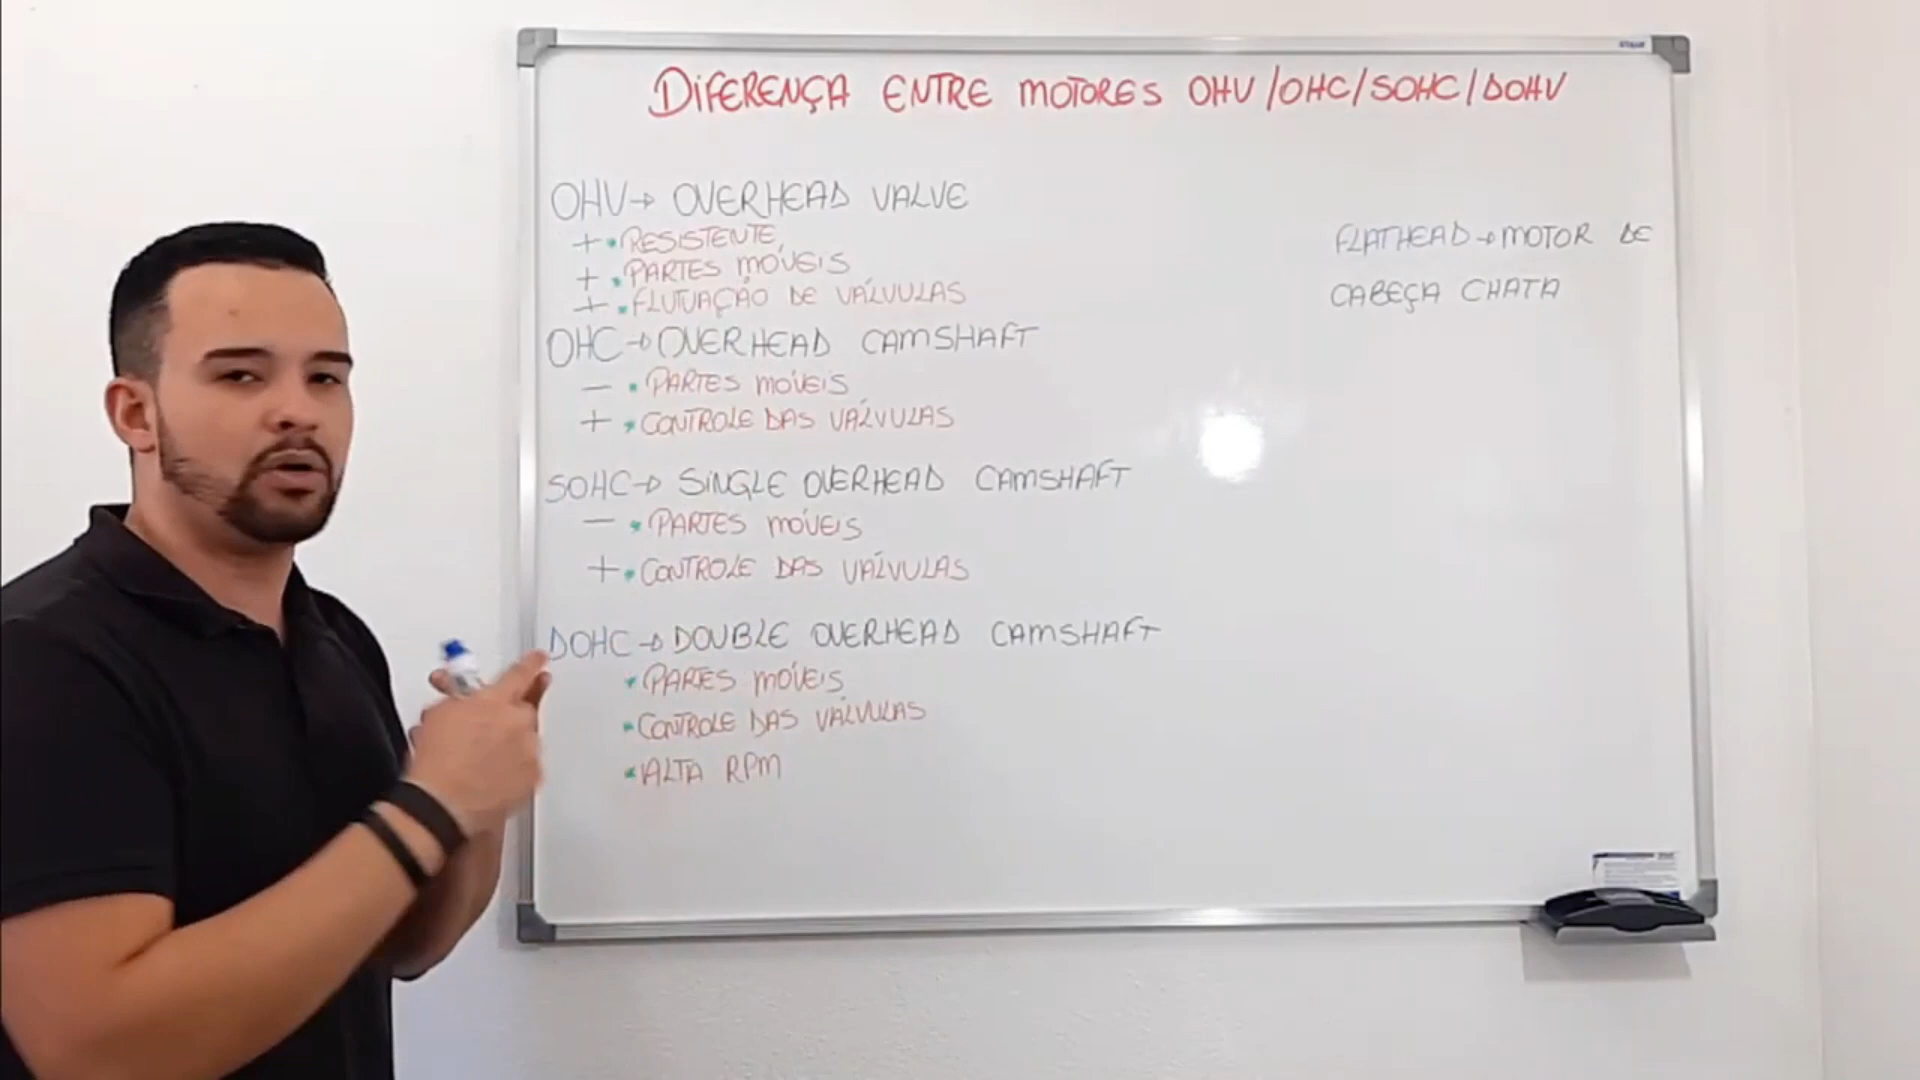 DIFERENÇA ENTRE MOTORES OHV/OHC/SOHC/DOHV
OHV → OVERHEAD VALVE
+ • RESISTENTE
+ • PARTES MÓVEIS
+ • FLUTUAÇÃO DE VÁLVULAS
OHC → OVERHEAD CAMSHAFT
— • PARTES MÓVEIS
+ • CONTROLE DAS VÁLVULAS
SOHC → SINGLE OVERHEAD CAMSHAFT
— • PARTES MÓVEIS
+ • CONTROLE DAS VÁLVULAS
DOHC → DOUBLE OVERHEAD CAMSHAFT
• PARTES MÓVEIS
• CONTROLE DAS VÁLVULAS
• ALTA RPM
FLATHEAD → MOTOR DE
CABEÇA CHATA